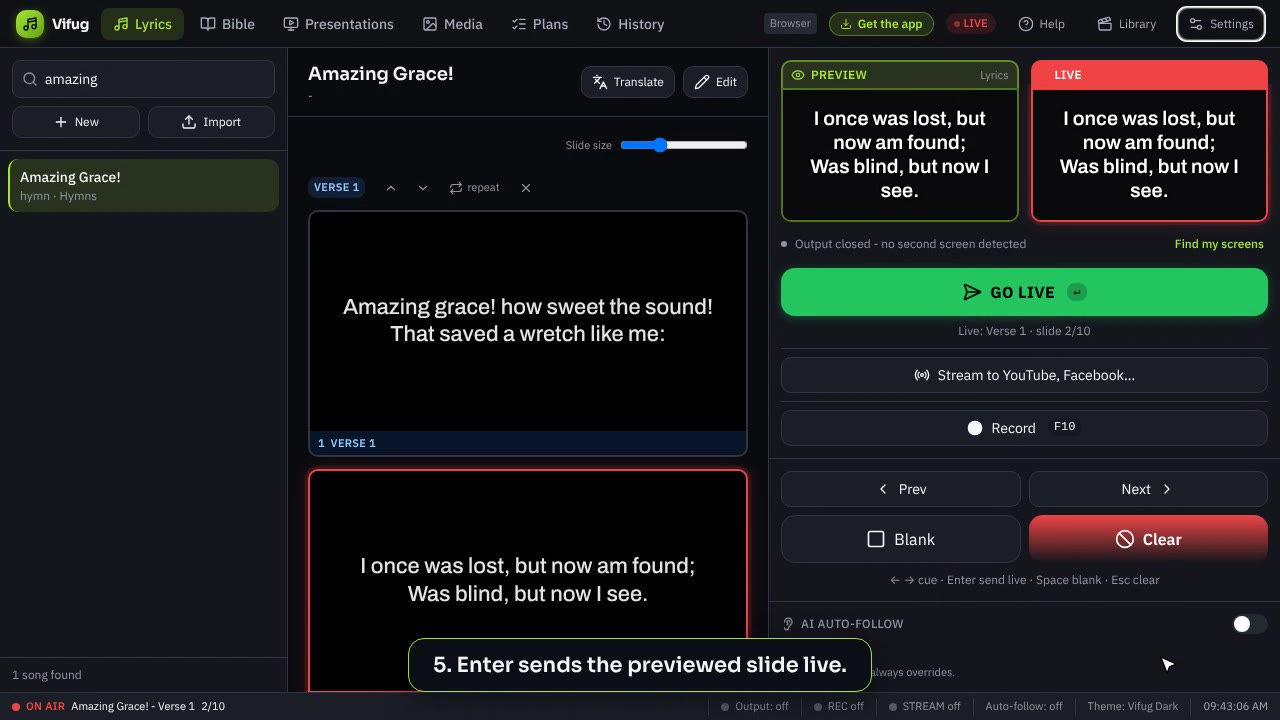 Vifug Lyrics Bible Presentations Media Plans History Browser Get the app LIVE Help Library Settings
amazing
New Import
Amazing Grace!
hymn · Hymns
1 song found
Amazing Grace!
-
Translate Edit
Slide size
VERSE 1 repeat
Amazing grace! how sweet the sound!
That saved a wretch like me:
1 VERSE 1
I once was lost, but now am found;
Was blind, but now I see.
PREVIEW Lyrics
I once was lost, but
now am found;
Was blind, but now I
see.
LIVE
I once was lost, but
now am found;
Was blind, but now I
see.
Output closed - no second screen detected Find my screens
GO LIVE ↵
Live: Verse 1 · slide 2/10
Stream to YouTube, Facebook...
Record F10
Prev Next
Blank Clear
← → cue · Enter send live · Space blank · Esc clear
AI AUTO-FOLLOW
always overrides.
5. Enter sends the previewed slide live.
ON AIR Amazing Grace! - Verse 1 2/10 Output: off REC off STREAM off Auto-follow: off Theme: Vifug Dark 09:43:06 AM